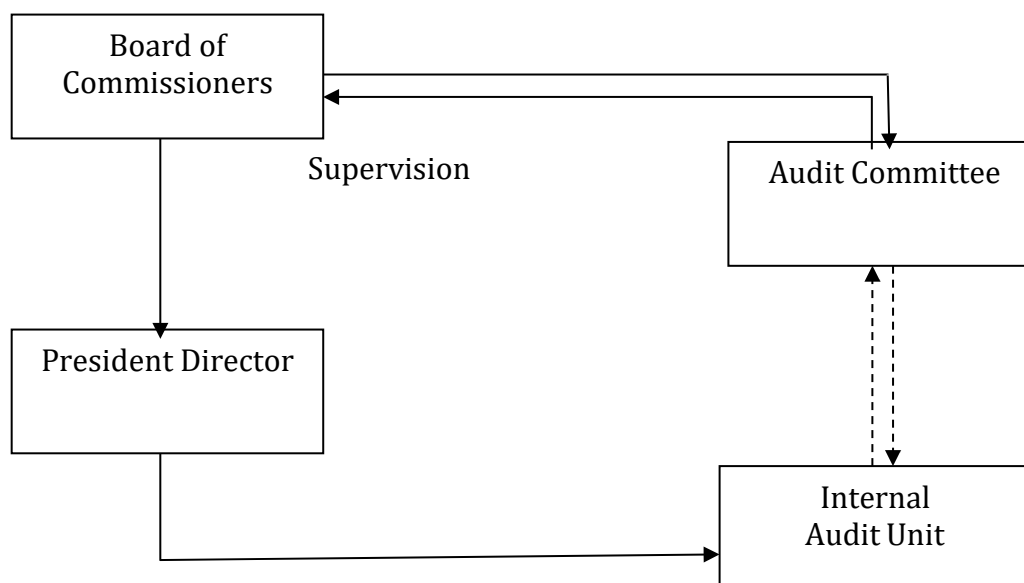 Board of
Commissioners
Supervision
Audit Committee
President Director
Internal
Audit Unit